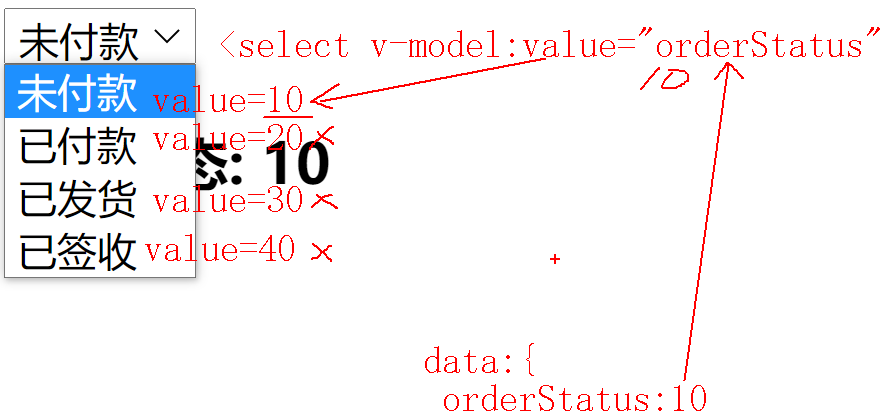 未付款
<select v-model:value="orderStatus"
10
未付款 value=10
已付款 value=20 ×
态: 10
已发货 value=30 ×
已签收 value=40 ×
data:{
orderStatus:10